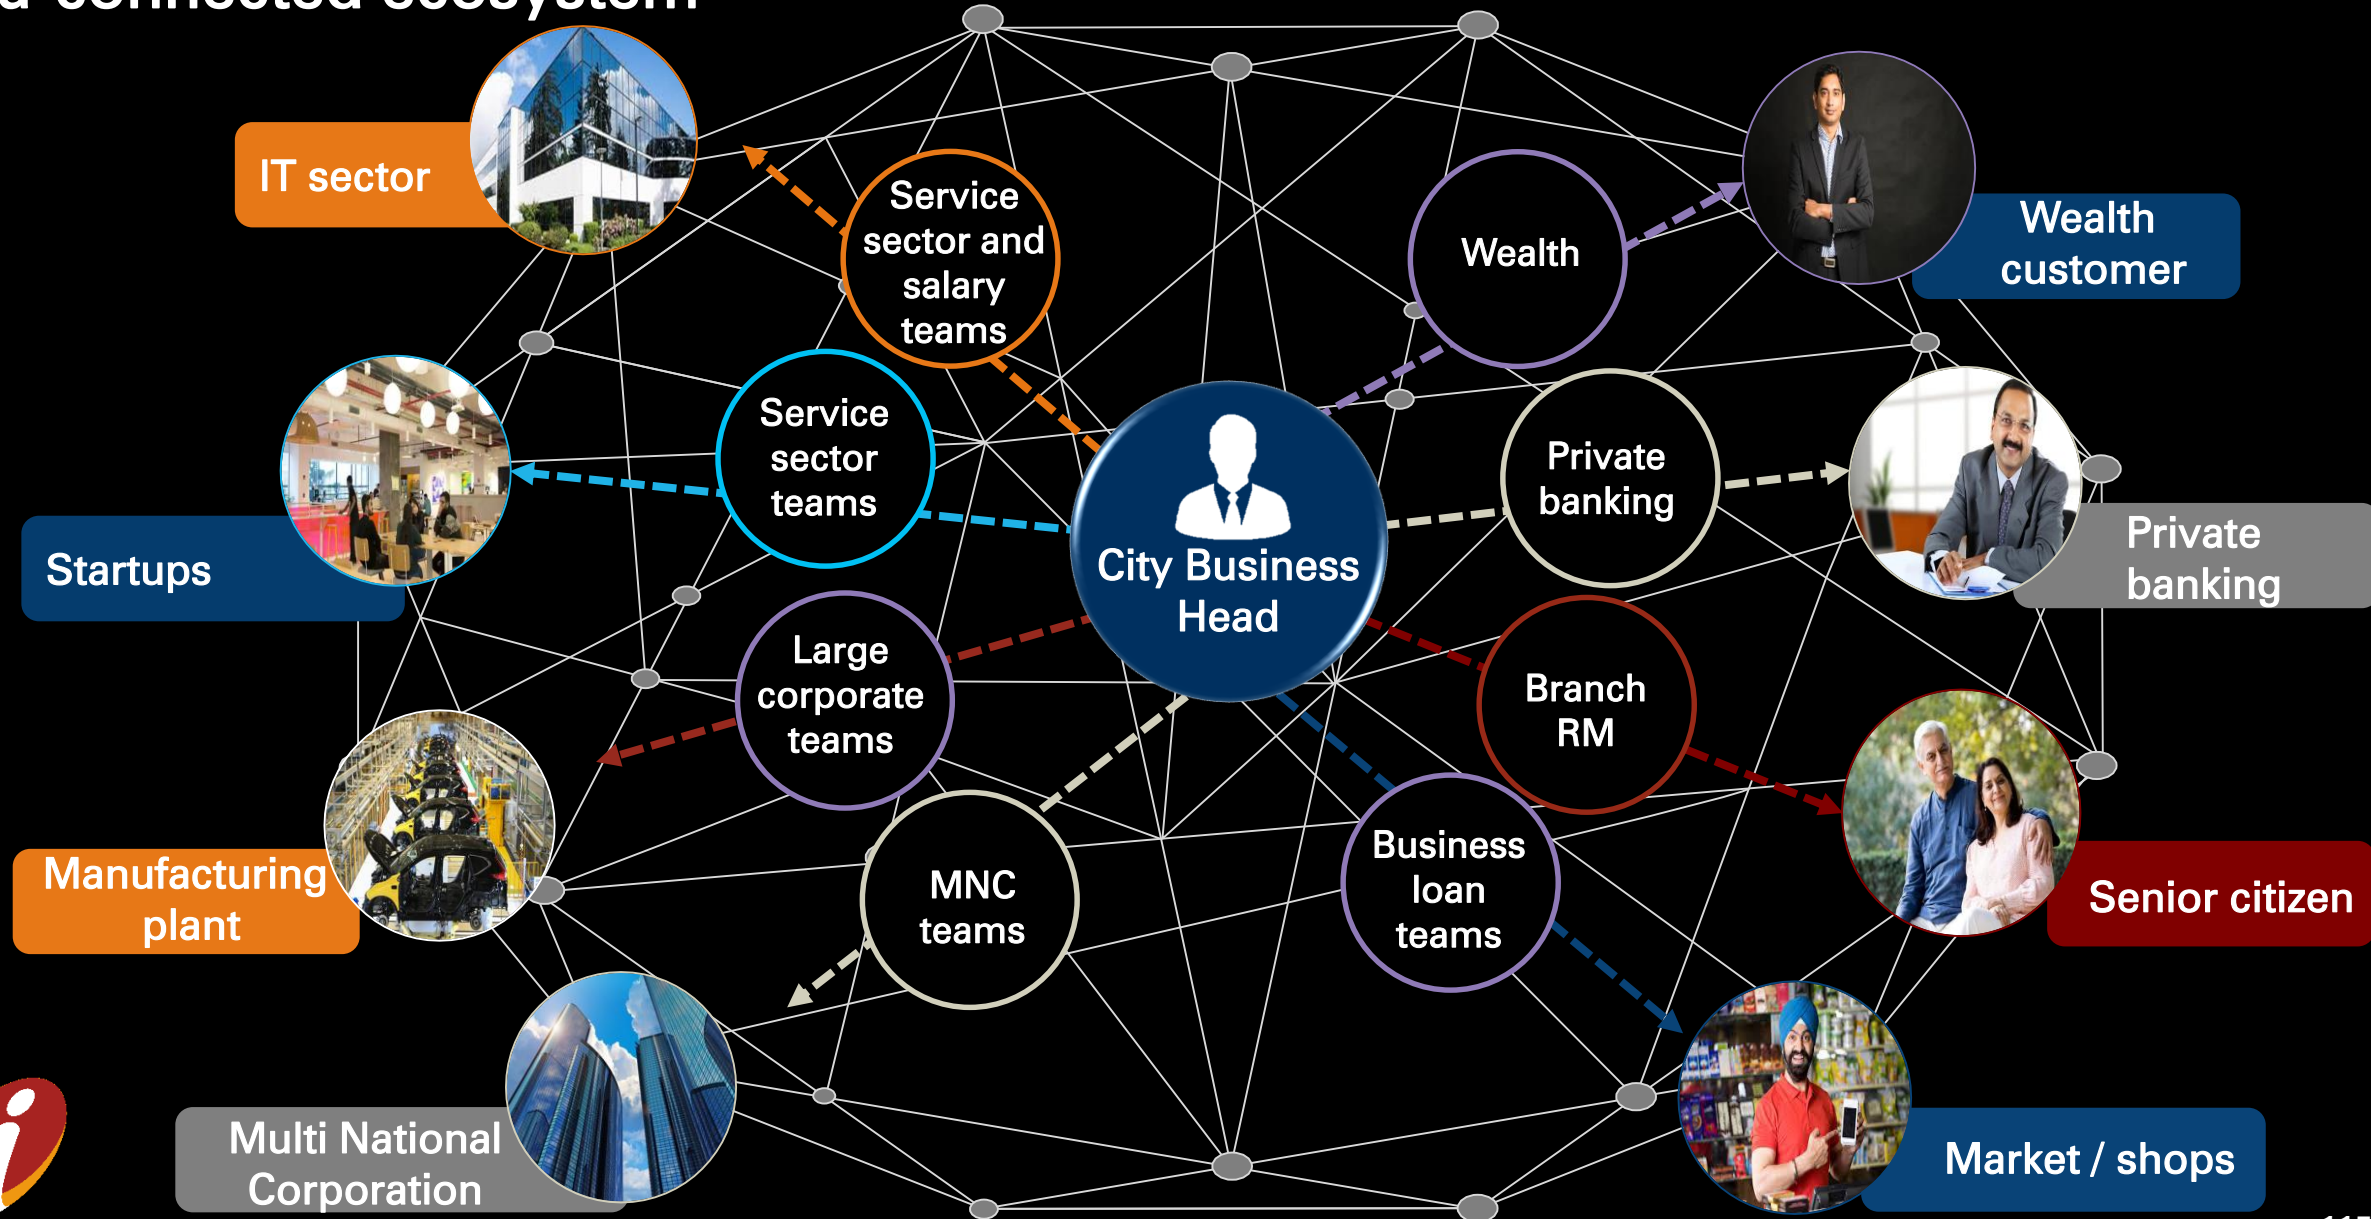 connected ecosystem
IT sector
Service
sector and
salary
teams
Wealth
Wealth
customer
Service
sector
teams
Startups
City Business
Head
Private
banking
Private
banking
Large
corporate
teams
Branch
RM
Manufacturing
plant
MNC
teams
Business
loan
teams
Senior citizen
Multi National
Corporation
Market / shops